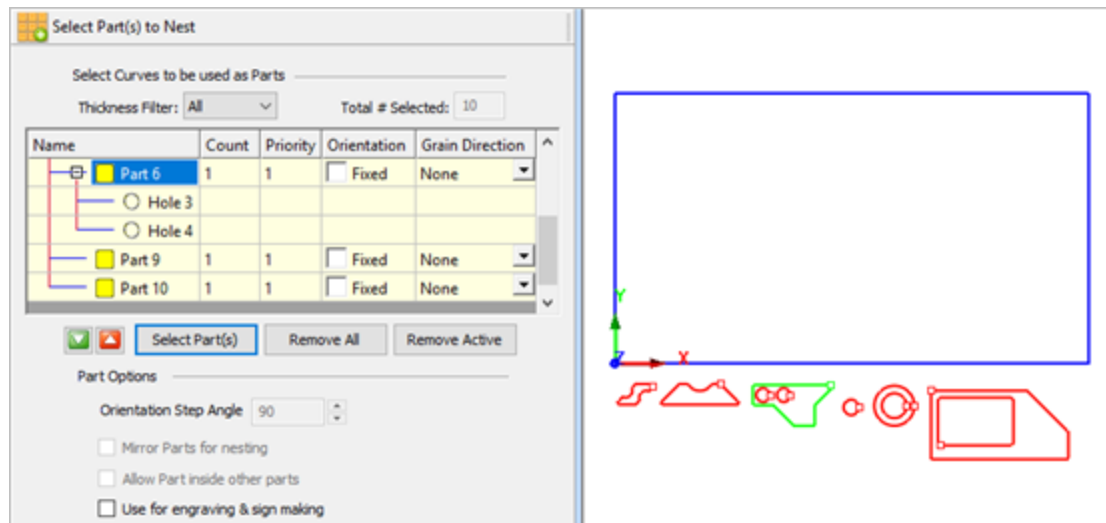 Select Part(s) to Nest
Select Curves to be used as Parts
Thickness Filter: All Total # Selected: 10
Name Count Priority Orientation Grain Direction
Part 6 1 1 Fixed None
Hole 3
Hole 4
Part 9 1 1 Fixed None
Part 10 1 1 Fixed None
Select Part(s) Remove All Remove Active
Part Options
Orientation Step Angle 90
Mirror Parts for nesting
Allow Part inside other parts
Use for engraving & sign making
Y
Z X